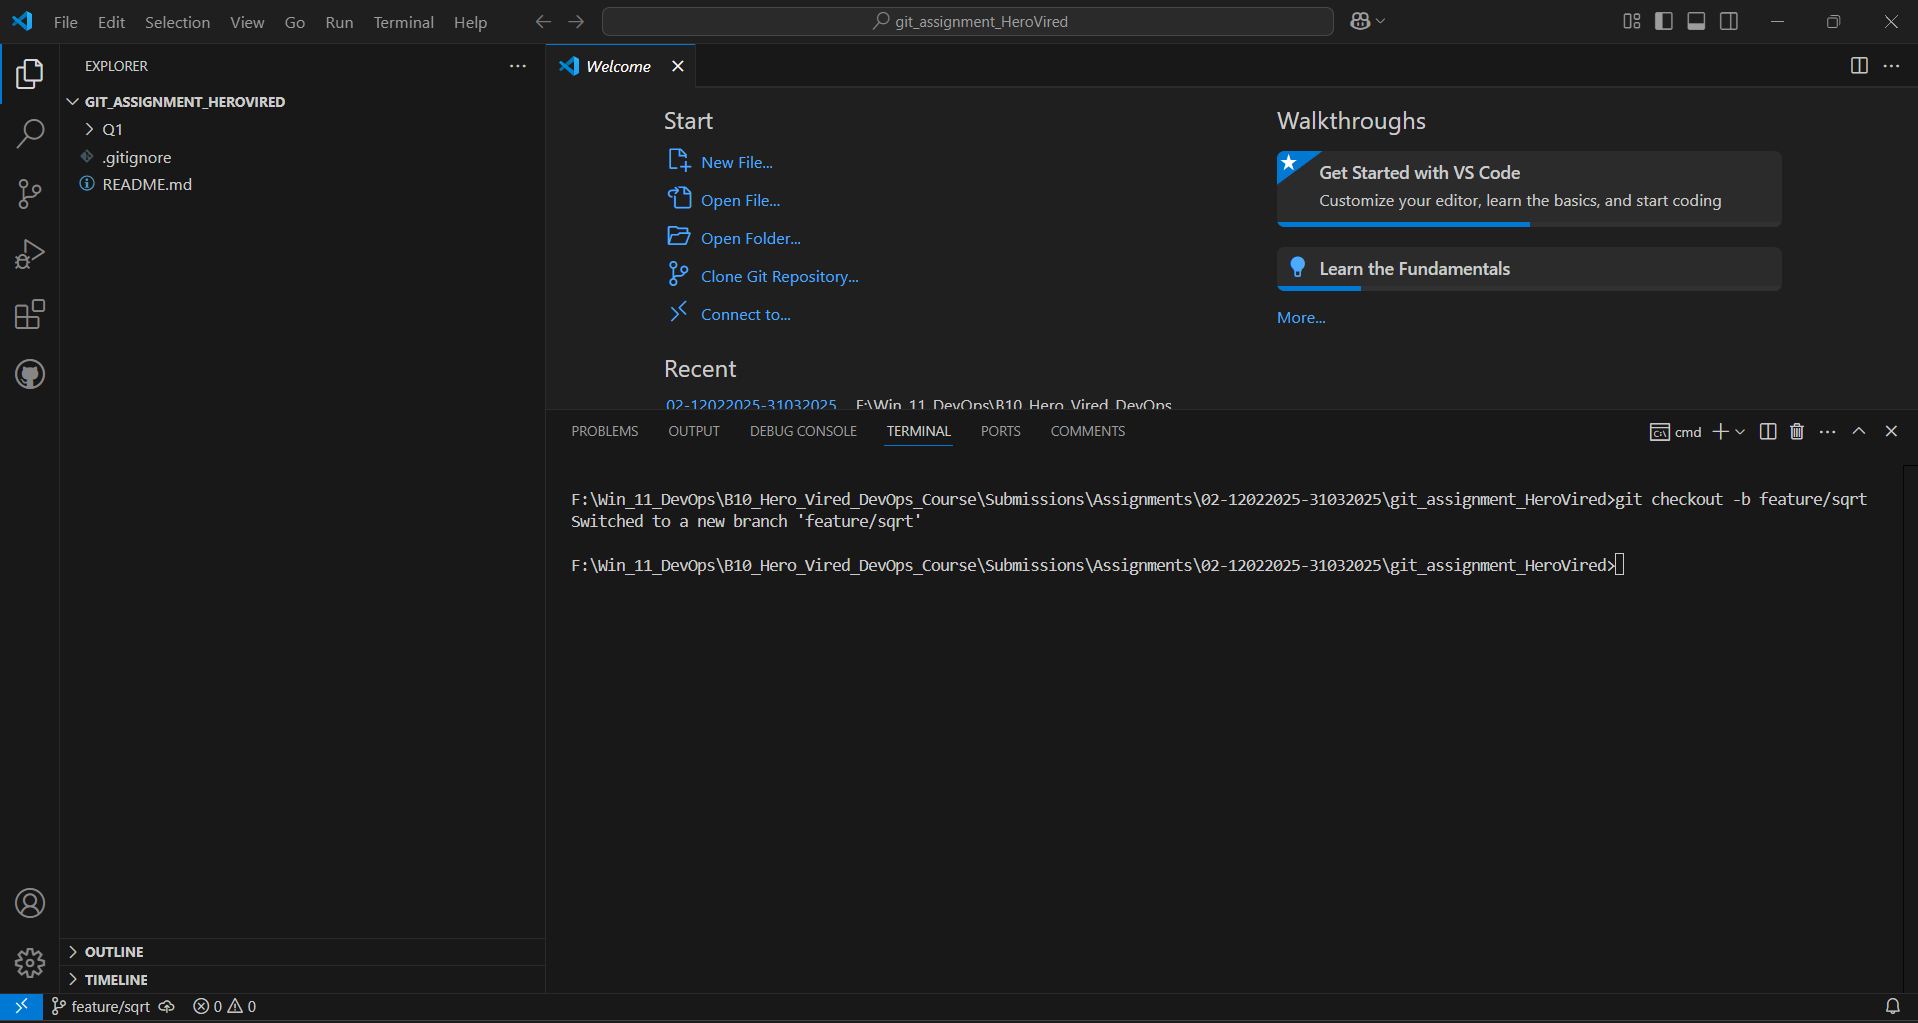 File Edit Selection View Go Run Terminal Help
git_assignment_HeroVired
EXPLORER
GIT_ASSIGNMENT_HEROVIRED
Q1
.gitignore
README.md
OUTLINE
TIMELINE
Welcome
Start
New File...
Open File...
Open Folder...
Clone Git Repository...
Connect to...
Recent
02-12022025-31032025 F:\Win_11_DevOps\B10_Hero_Vired_DevOps_
Walkthroughs
Get Started with VS Code
Customize your editor, learn the basics, and start coding
Learn the Fundamentals
More...
PROBLEMS OUTPUT DEBUG CONSOLE TERMINAL PORTS COMMENTS
cmd
F:\Win_11_DevOps\B10_Hero_Vired_DevOps_Course\Submissions\Assignments\02-12022025-31032025\git_assignment_HeroVired>git checkout -b feature/sqrt
Switched to a new branch 'feature/sqrt'
F:\Win_11_DevOps\B10_Hero_Vired_DevOps_Course\Submissions\Assignments\02-12022025-31032025\git_assignment_HeroVired>
feature/sqrt 0 0